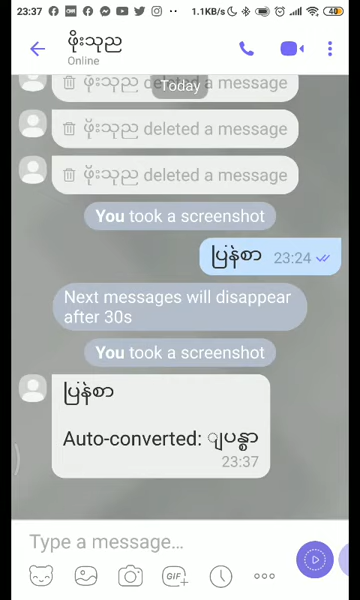 23:37 1.1KB/s 40
ဖိုးသုည
Online
ဖိုးသုည deleted a message
Today
ဖိုးသုည deleted a message
ဖိုးသုည deleted a message
You took a screenshot
ပြန်စာ 23:24
Next messages will disappear
after 30s
You took a screenshot
ပြန်စာ
Auto-converted: ျပန္စာ
23:37
Type a message...
GIF